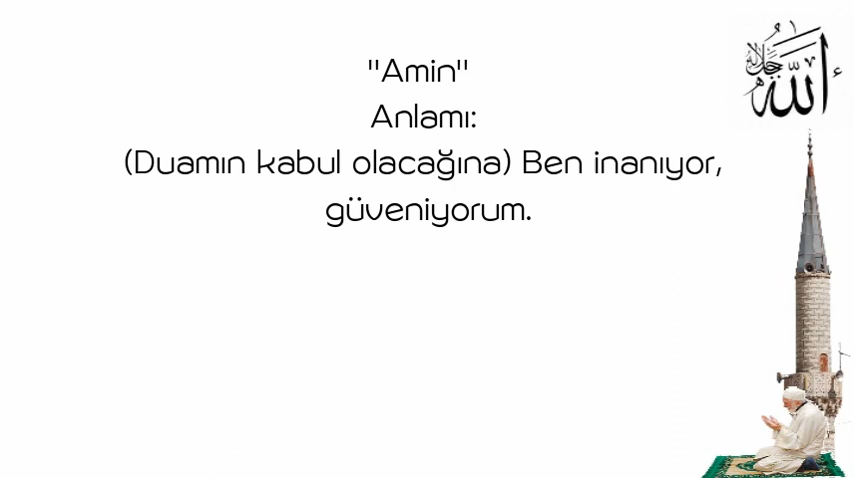 "Amin"
Anlamı:
(Duamın kabul olacağına) Ben inanıyor,
güveniyorum.
الله جل جلاله